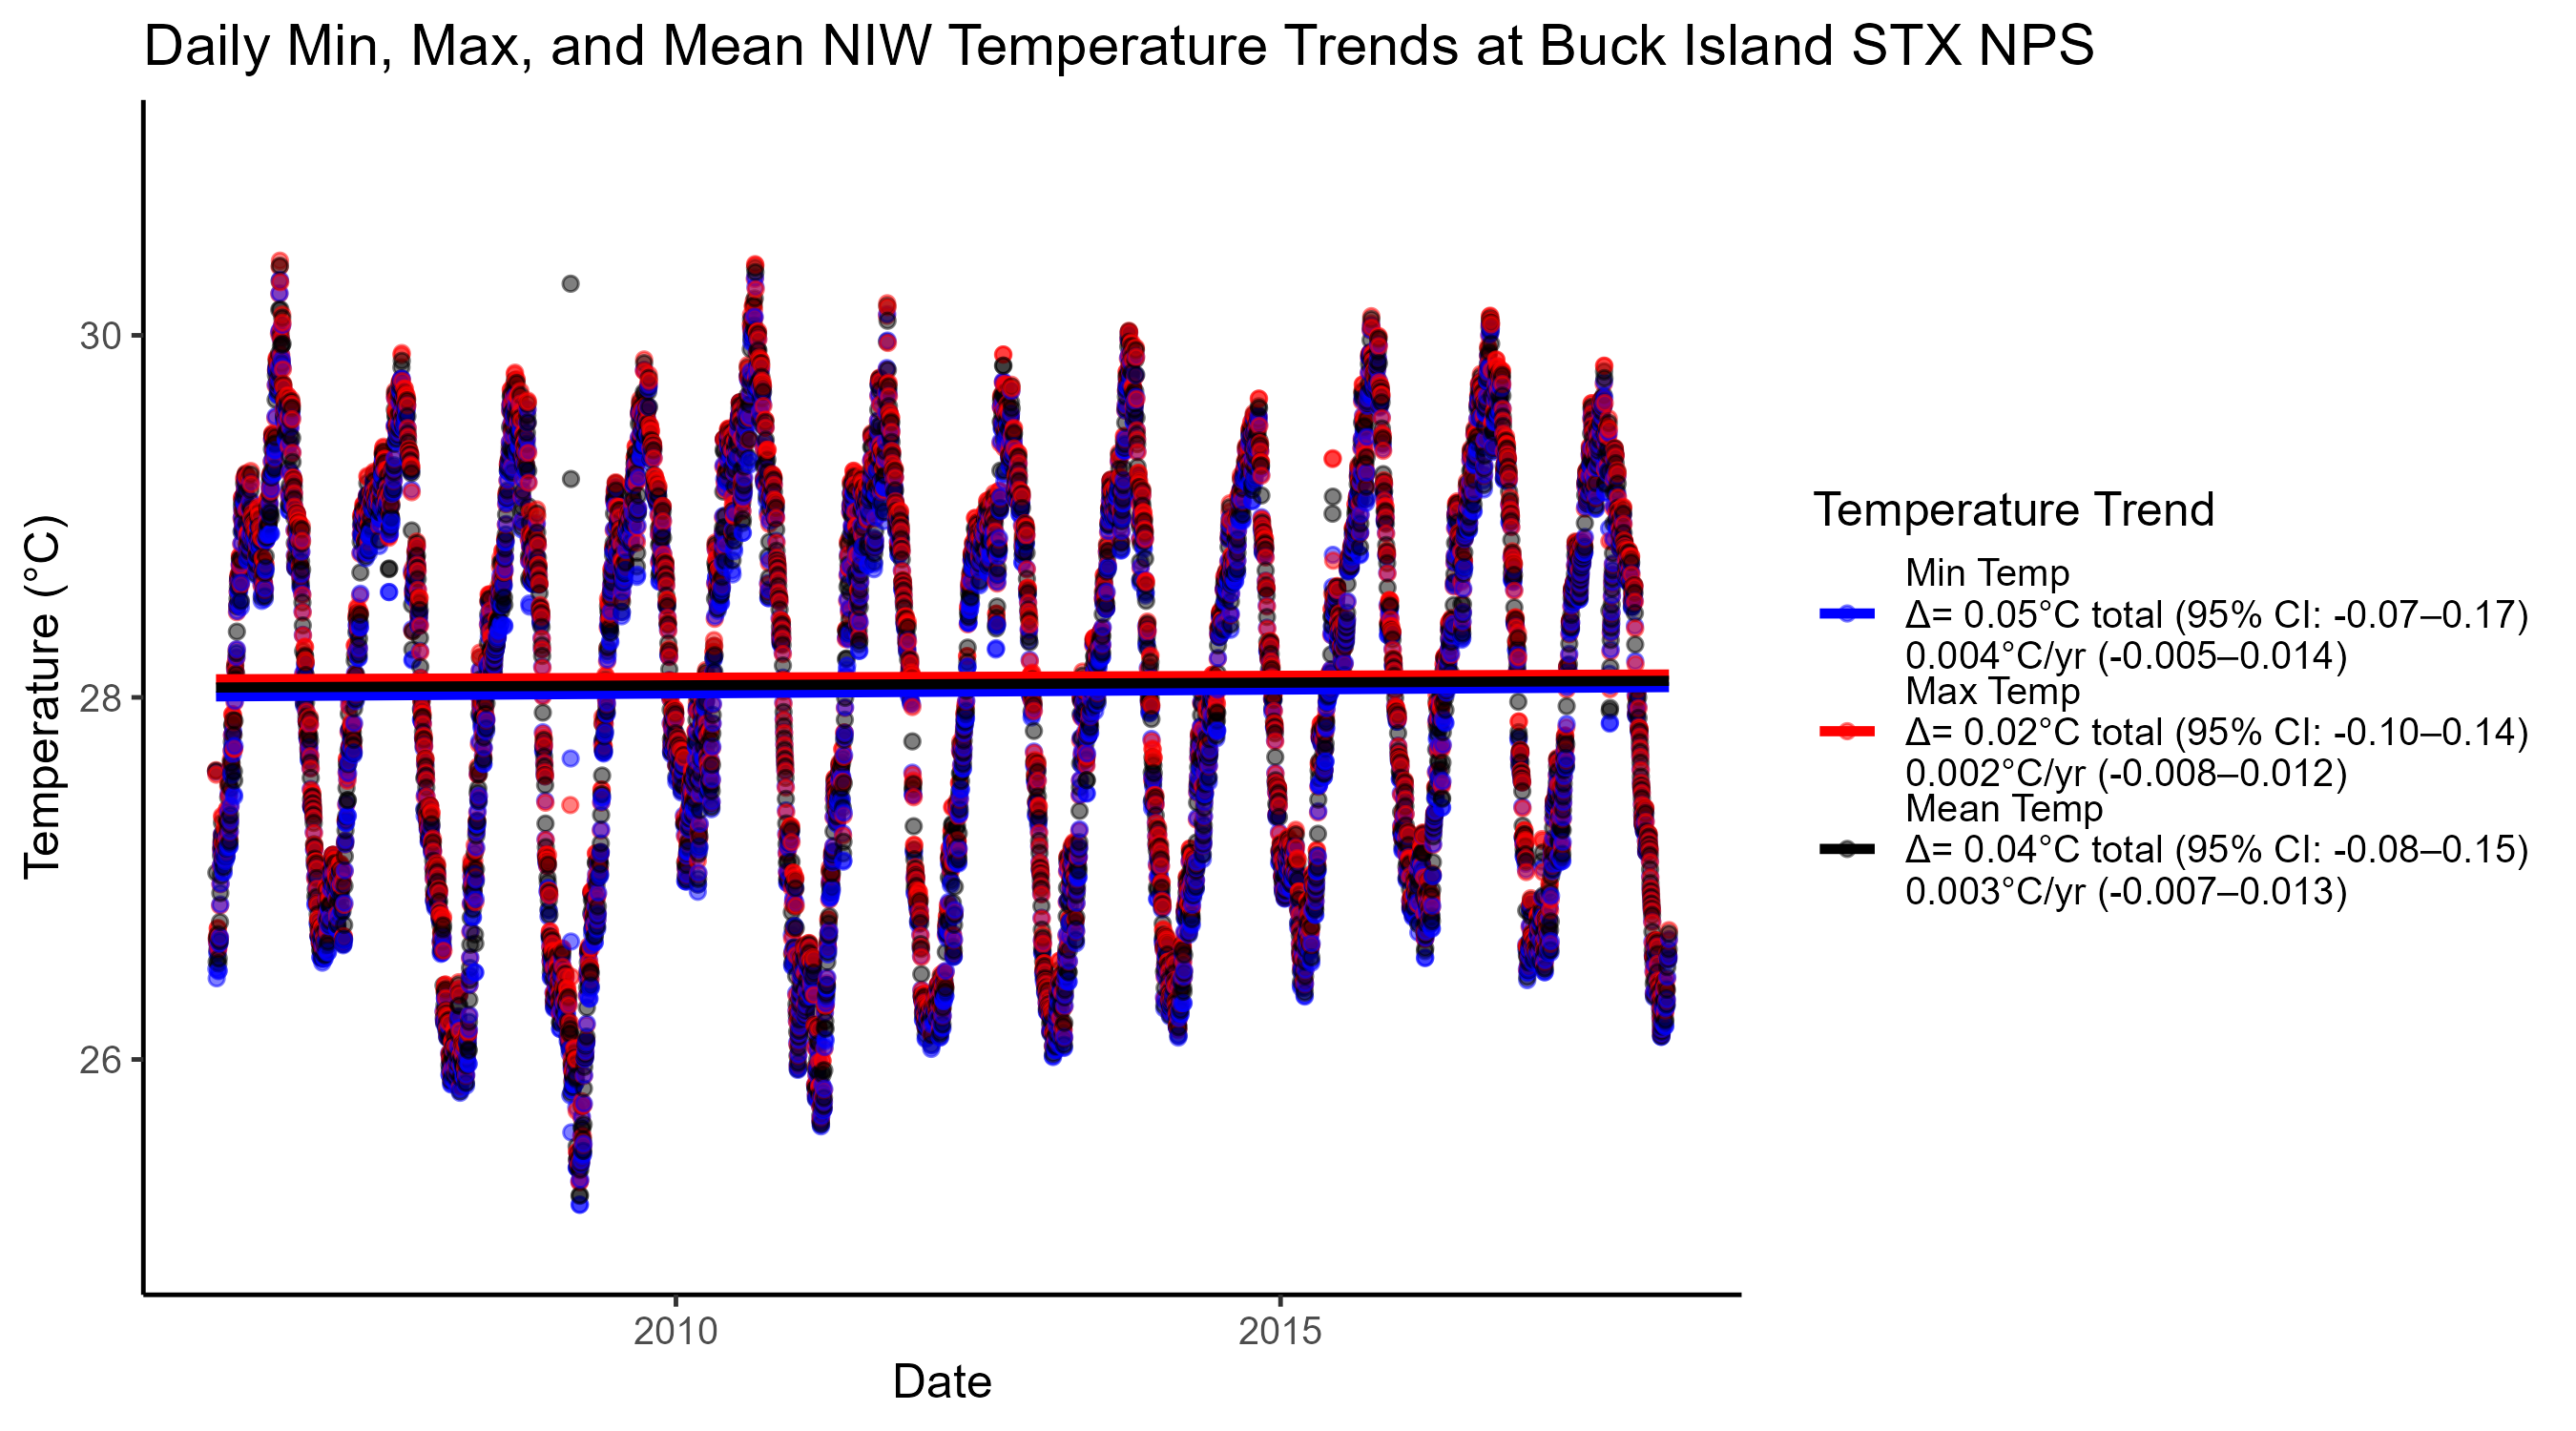 Daily Min, Max, and Mean NIW Temperature Trends at Buck Island STX NPS
Temperature (°C)
30
28
26
2010
2015
Date
Temperature Trend
Min Temp
Δ= 0.05°C total (95% CI: -0.07–0.17)
0.004°C/yr (-0.005–0.014)
Max Temp
Δ= 0.02°C total (95% CI: -0.10–0.14)
0.002°C/yr (-0.008–0.012)
Mean Temp
Δ= 0.04°C total (95% CI: -0.08–0.15)
0.003°C/yr (-0.007–0.013)